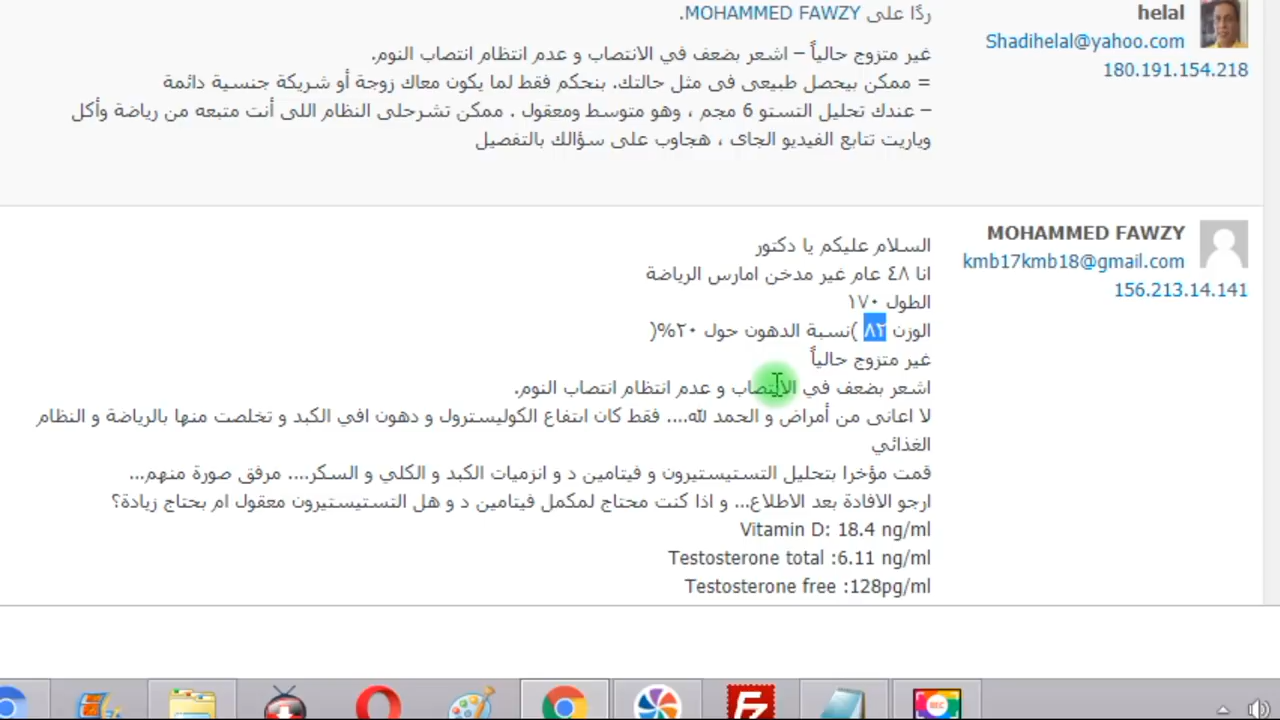 helal
Shadihelal@yahoo.com
180.191.154.218
ردًا على MOHAMMED FAWZY.
غير متزوج حالياً – اشعر بضعف في الانتصاب و عدم انتظام انتصاب النوم.
= ممكن بيحصل طبيعى فى مثل حالتك. بنحكم فقط لما يكون معاك زوجة أو شريكة جنسية دائمة
– عندك تحليل التستو 6 مجم ، وهو متوسط ومعقول . ممكن تشرحلى النظام اللى أنت متبعه من رياضة وأكل
وياريت تتابع الفيديو الجاى ، هجاوب على سؤالك بالتفصيل
MOHAMMED FAWZY
kmb17kmb18@gmail.com
156.213.14.141
السلام عليكم يا دكتور
انا ٤٨ عام غير مدخن امارس الرياضة
الطول ١٧٠
الوزن ٨٢ )نسبة الدهون حول ٢٠%(
غير متزوج حالياً
اشعر بضعف في الانتصاب و عدم انتظام انتصاب النوم.
لا اعانى من أمراض و الحمد لله.... فقط كان انتفاع الكوليسترول و دهون افي الكبد و تخلصت منها بالرياضة و النظام
الغذائي
قمت مؤخرا بتحليل التستيستيرون و فيتامين د و انزميات الكبد و الكلي و السكر.... مرفق صورة منهم...
ارجو الافادة بعد الاطلاع... و اذا كنت محتاج لمكمل فيتامين د و هل التستيستيرون معقول ام بحتاج زيادة؟
Vitamin D: 18.4 ng/ml
Testosterone total :6.11 ng/ml
Testosterone free :128pg/ml
REC